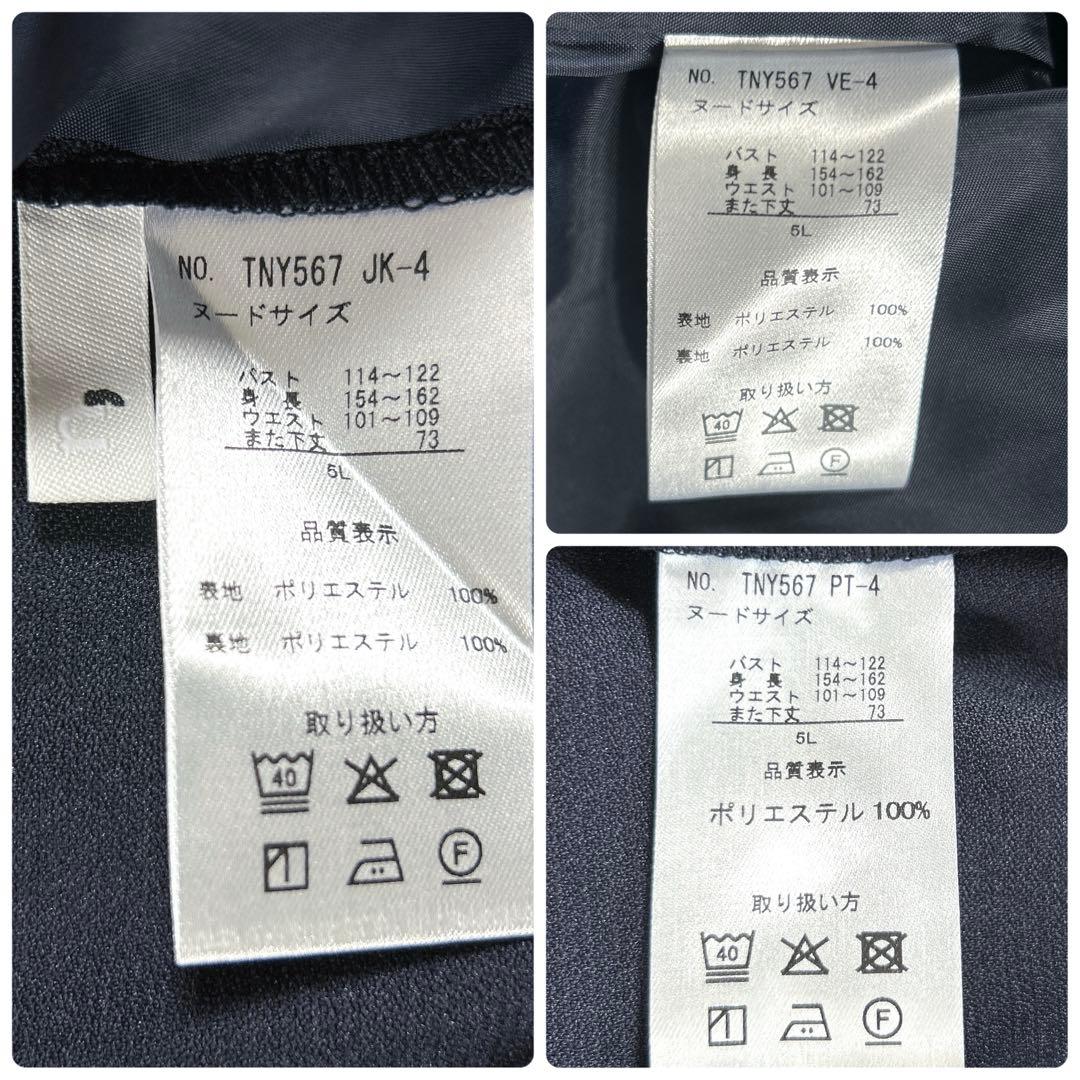 NO. TNY567 JK-4
ヌードサイズ
バスト 114～122
身長 154～162
ウエスト 101～109
また下丈 73
5L
品質表示
表地 ポリエステル 100%
裏地 ポリエステル 100%
取り扱い方
40
F
NO. TNY567 VE-4
ヌードサイズ
バスト 114～122
身長 154～162
ウエスト 101～109
また下丈 73
5L
品質表示
表地 ポリエステル 100%
裏地 ポリエステル 100%
取り扱い方
40
F
NO. TNY567 PT-4
ヌードサイズ
バスト 114～122
身長 154～162
ウエスト 101～109
また下丈 73
5L
品質表示
ポリエステル 100%
取り扱い方
40
F